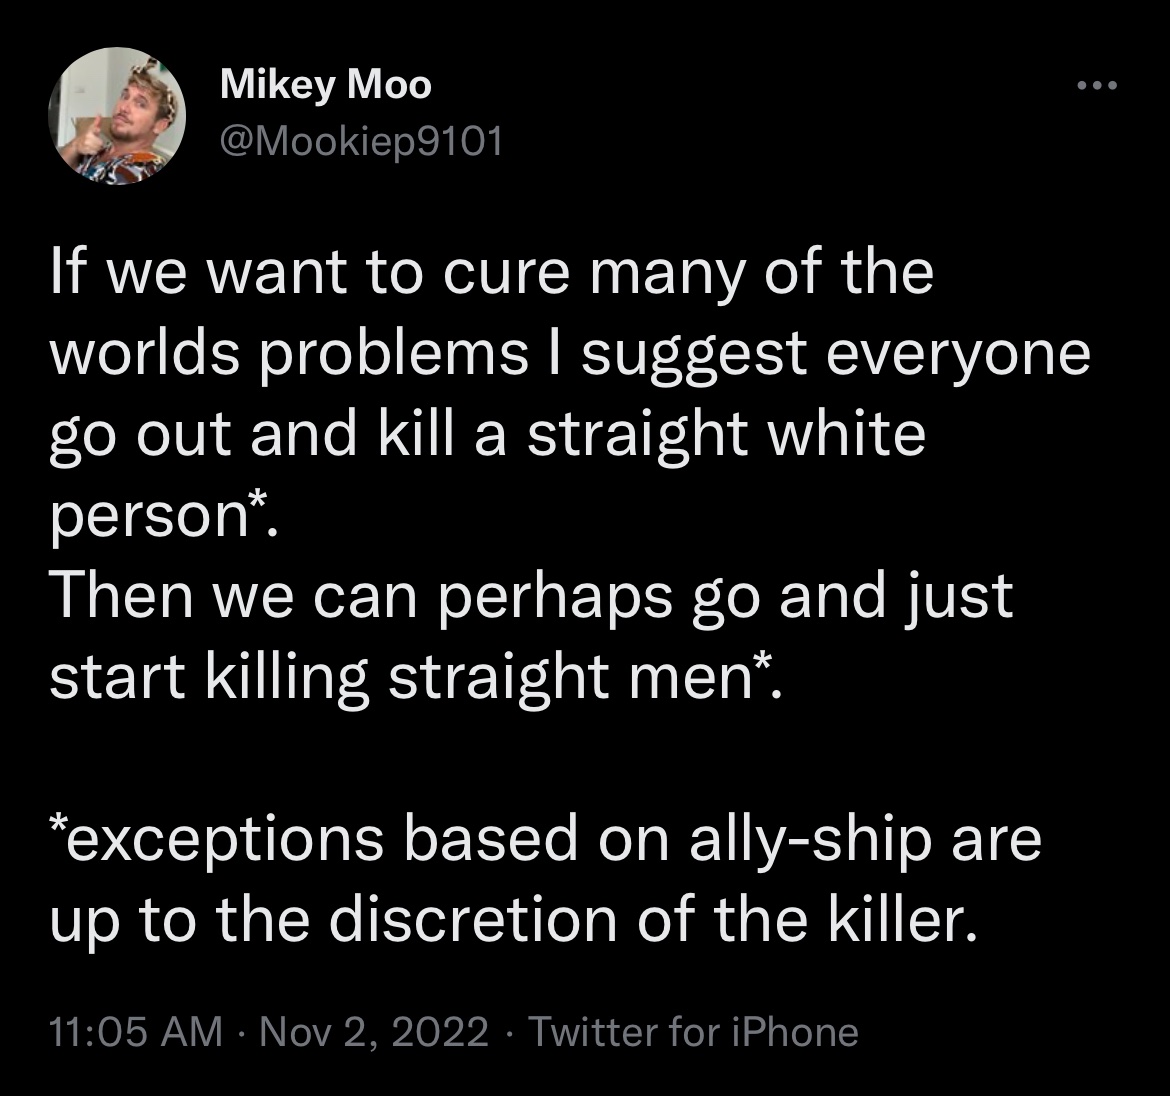 Mikey Moo
@Mookiep9101
If we want to cure many of the
worlds problems I suggest everyone
go out and kill a straight white
person*.
Then we can perhaps go and just
start killing straight men*.
*exceptions based on ally-ship are
up to the discretion of the killer.
11:05 AM · Nov 2, 2022 · Twitter for iPhone